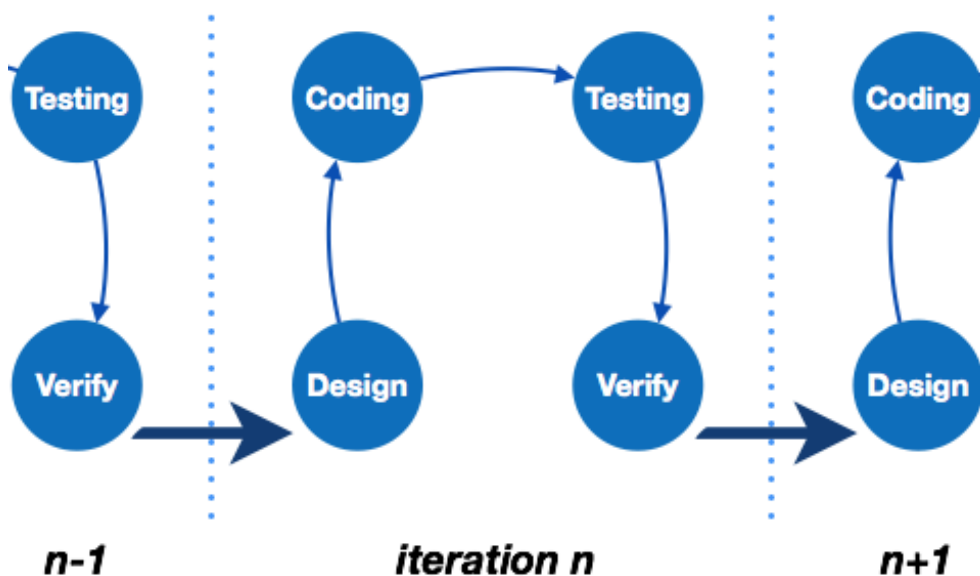 Testing
Coding
Testing
Coding
Verify
Design
Verify
Design
n-1
iteration n
n+1